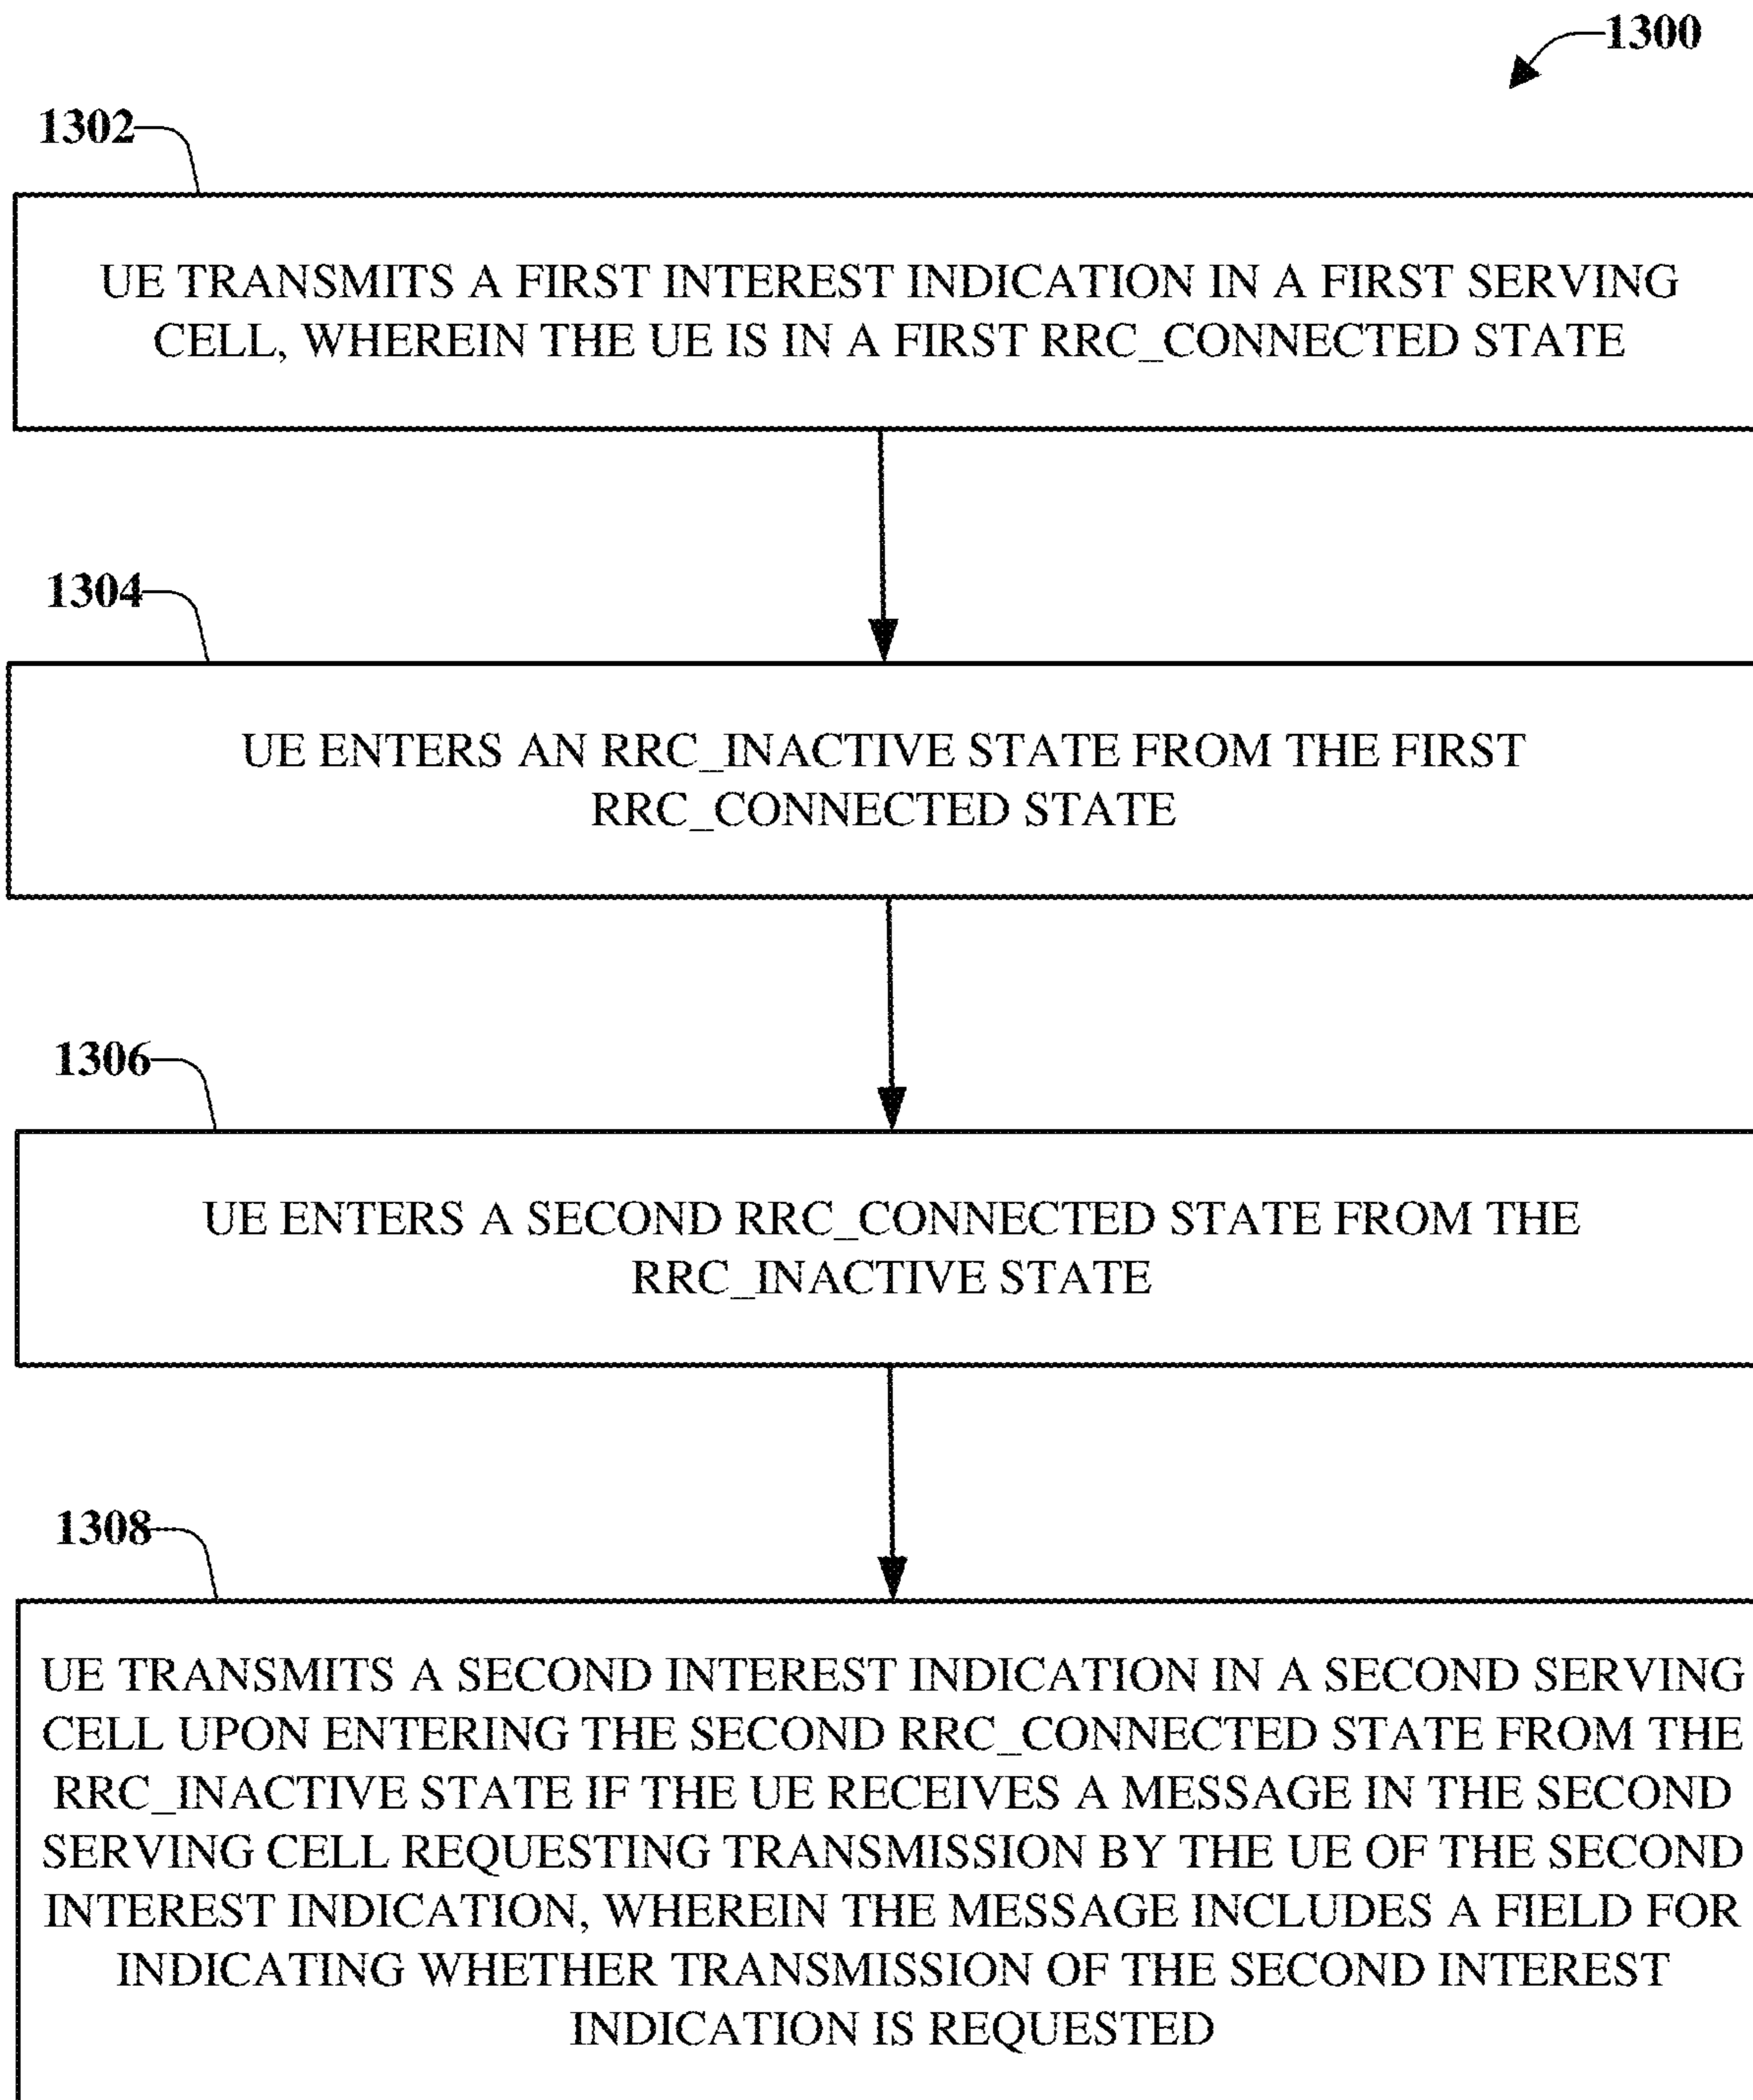 1300
1302
UE TRANSMITS A FIRST INTEREST INDICATION IN A FIRST SERVING
CELL, WHEREIN THE UE IS IN A FIRST RRC_CONNECTED STATE
1304
UE ENTERS AN RRC_INACTIVE STATE FROM THE FIRST
RRC_CONNECTED STATE
1306
UE ENTERS A SECOND RRC_CONNECTED STATE FROM THE
RRC_INACTIVE STATE
1308
UE TRANSMITS A SECOND INTEREST INDICATION IN A SECOND SERVING
CELL UPON ENTERING THE SECOND RRC_CONNECTED STATE FROM THE
RRC_INACTIVE STATE IF THE UE RECEIVES A MESSAGE IN THE SECOND
SERVING CELL REQUESTING TRANSMISSION BY THE UE OF THE SECOND
INTEREST INDICATION, WHEREIN THE MESSAGE INCLUDES A FIELD FOR
INDICATING WHETHER TRANSMISSION OF THE SECOND INTEREST
INDICATION IS REQUESTED